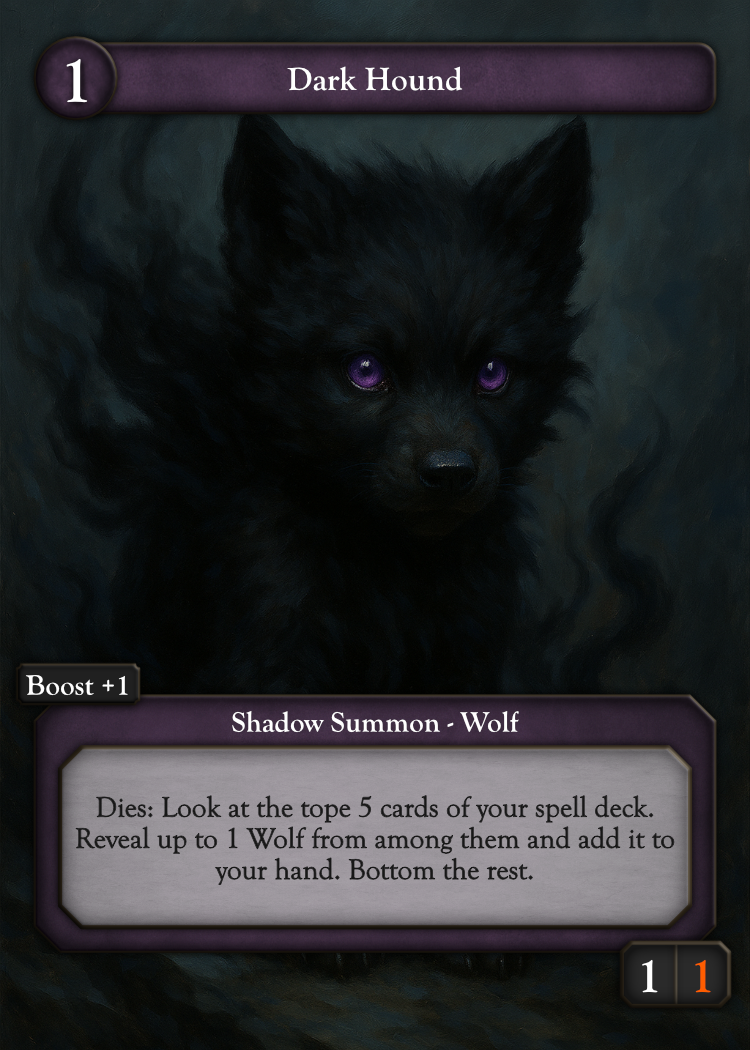 1
Dark Hound
Boost +1
Shadow Summon - Wolf
Dies: Look at the tope 5 cards of your spell deck.
Reveal up to 1 Wolf from among them and add it to
your hand. Bottom the rest.
1 1